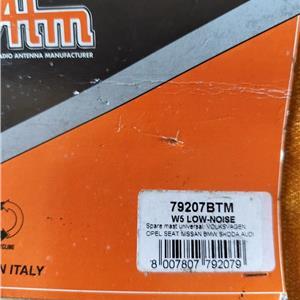 Atm
RADIO ANTENNA MANUFACTURER
79207BTM
W5 LOW-NOISE
Spare mast universal: VOLKSWAGEN
OPEL SEAT NISSAN BMW SKODA AUDI
8 007807 792079
N ITALY